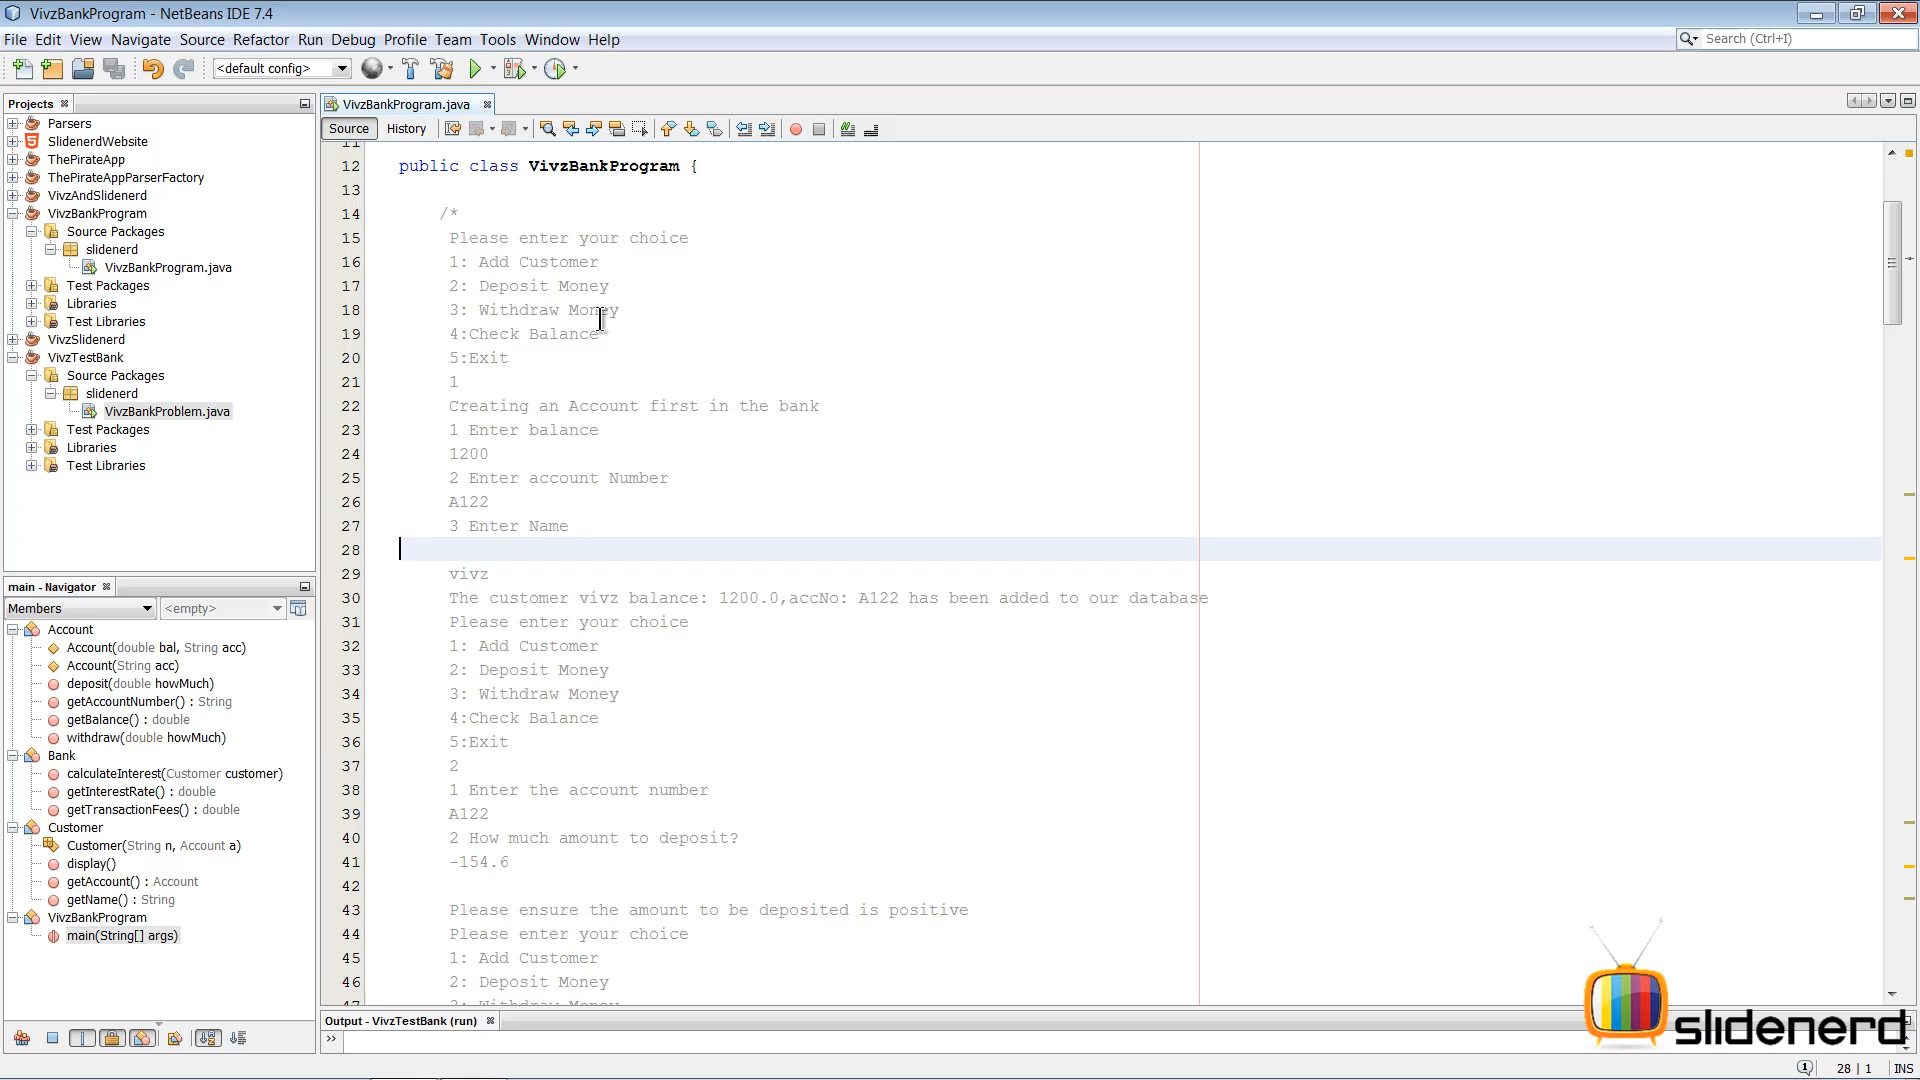 VivzBankProgram - NetBeans IDE 7.4
File Edit View Navigate Source Refactor Run Debug Profile Team Tools Window Help
Search (Ctrl+I)
<default config>
Projects
Parsers
SlidenerdWebsite
ThePirateApp
ThePirateAppParserFactory
VivzAndSlidenerd
VivzBankProgram
Source Packages
slidenerd
VivzBankProgram.java
Test Packages
Libraries
Test Libraries
VivzSlidenerd
VivzTestBank
Source Packages
slidenerd
VivzBankProblem.java
Test Packages
Libraries
Test Libraries
main - Navigator
Members <empty>
Account
Account(double bal, String acc)
Account(String acc)
deposit(double howMuch)
getAccountNumber() : String
getBalance() : double
withdraw(double howMuch)
Bank
calculateInterest(Customer customer)
getInterestRate() : double
getTransactionFees() : double
Customer
Customer(String n, Account a)
display()
getAccount() : Account
getName() : String
VivzBankProgram
main(String[] args)
VivzBankProgram.java
Source History
11
12 public class VivzBankProgram {
13
14 /*
15 Please enter your choice
16 1: Add Customer
17 2: Deposit Money
18 3: Withdraw Money
19 4:Check Balance
20 5:Exit
21 1
22 Creating an Account first in the bank
23 1 Enter balance
24 1200
25 2 Enter account Number
26 A122
27 3 Enter Name
28
29 vivz
30 The customer vivz balance: 1200.0,accNo: A122 has been added to our database
31 Please enter your choice
32 1: Add Customer
33 2: Deposit Money
34 3: Withdraw Money
35 4:Check Balance
36 5:Exit
37 2
38 1 Enter the account number
39 A122
40 2 How much amount to deposit?
41 -154.6
42
43 Please ensure the amount to be deposited is positive
44 Please enter your choice
45 1: Add Customer
46 2: Deposit Money
47 3: Withdraw Money
Output - VivzTestBank (run)
>>
slidenerd
28 | 1 INS